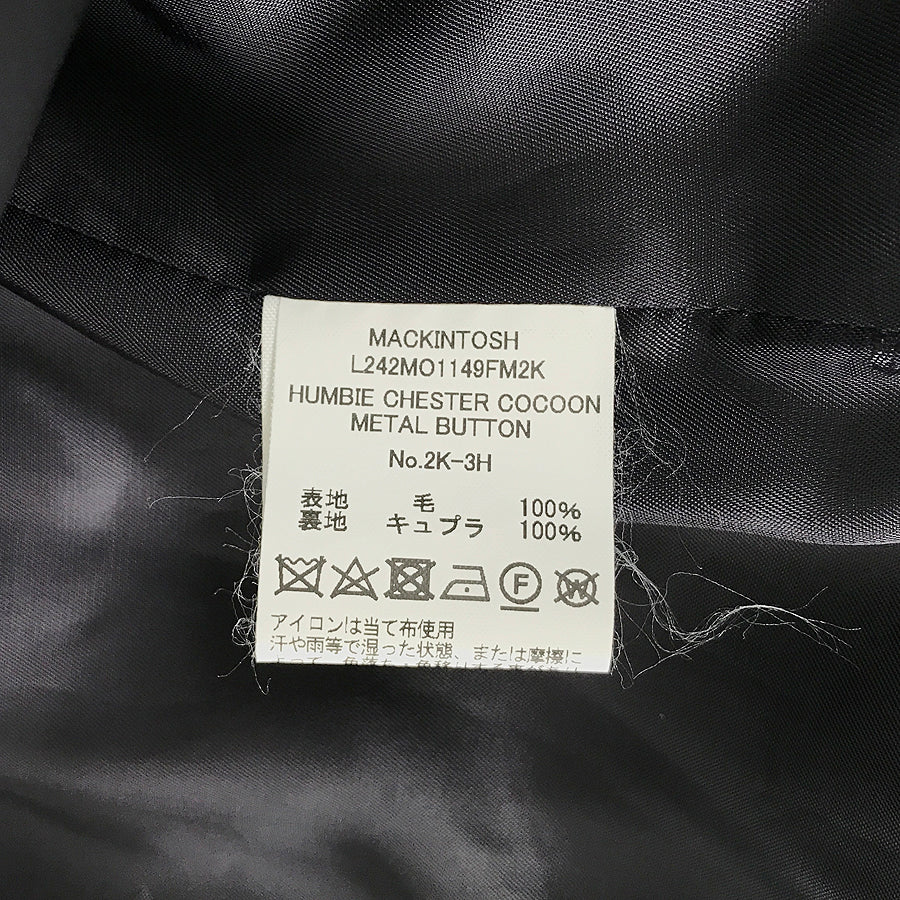 MACKINTOSH
L242MO1149FM2K
HUMBIE CHESTER COCOON
METAL BUTTON
No.2K-3H
表地 毛 100%
裏地 キュプラ 100%
F W
アイロンは当て布使用
汗や雨等で湿った状態、または摩擦に